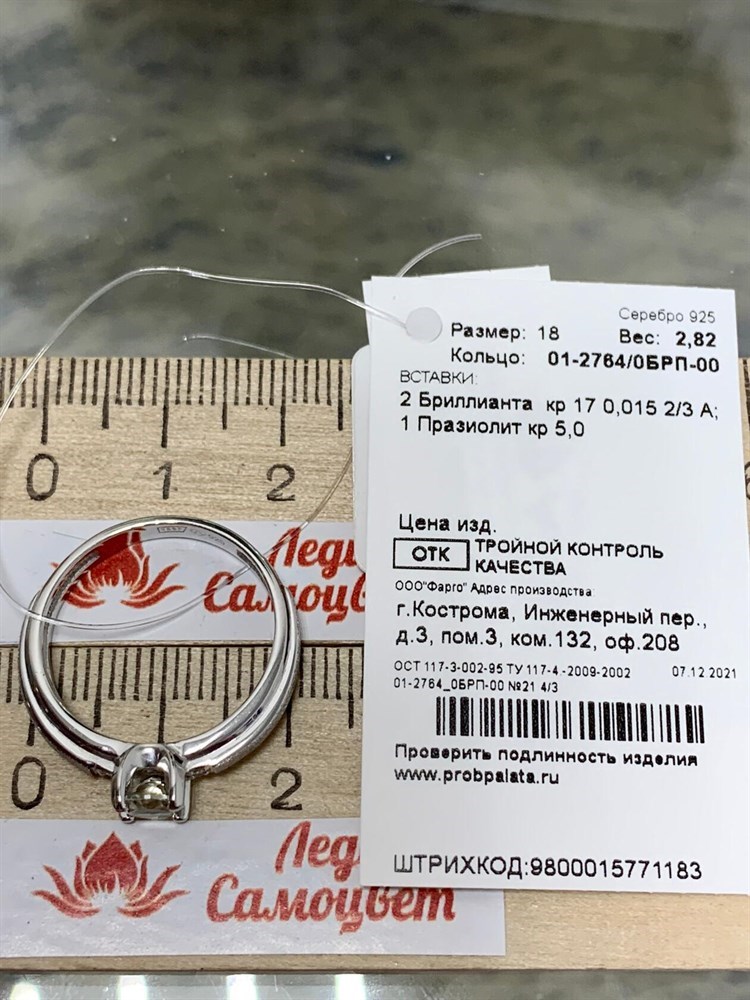 Серебро 925
Размер: 18 Вес: 2,82
Кольцо: 01-2764/0БРП-00
ВСТАВКИ:
2 Бриллианта кр 17 0,015 2/3 А;
1 Празиолит кр 5,0
Цена изд.
ОТК ТРОЙНОЙ КОНТРОЛЬ
КАЧЕСТВА
ООО"Фарго" Адрес производства
г.Кострома, Инженерный пер.,
д.3, пом.3, ком.132, оф.208
ОСТ 117-3-002-95 ТУ 117-4.-2009-2002 07.12.2021
01-2764_0БРП-00 №21 4/3
Проверить подлинность изделия
www.probpalata.ru
ШТРИХКОД:9800015771183
0 1 2
Леди
Самоцвет
0 2
Лед
Самоцвет